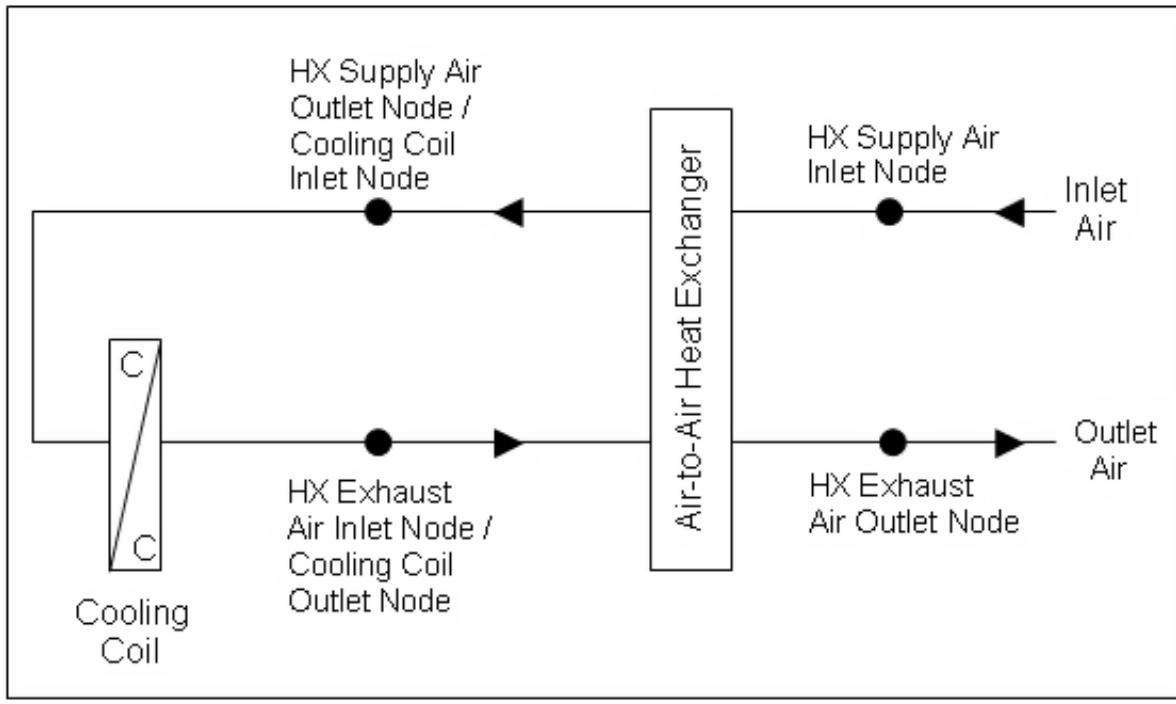 HX Supply Air
Outlet Node /
Cooling Coil
Inlet Node
HX Supply Air
Inlet Node
Inlet
Air
Air-to-Air Heat Exchanger
C
C
Cooling
Coil
HX Exhaust
Air Inlet Node /
Cooling Coil
Outlet Node
HX Exhaust
Air Outlet Node
Outlet
Air